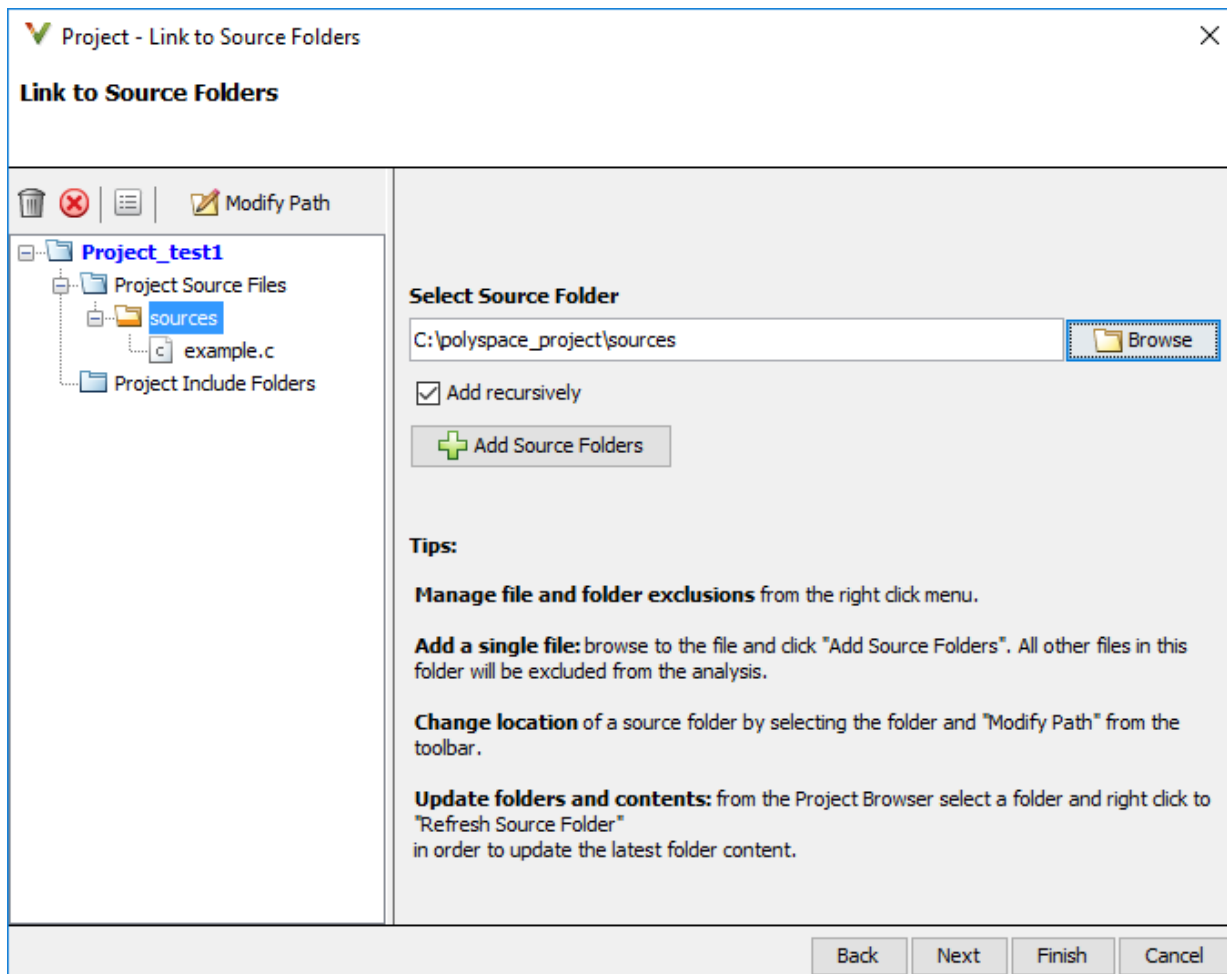 Project - Link to Source Folders
Link to Source Folders
Modify Path
Project_test1
Project Source Files
sources
example.c
Project Include Folders
Select Source Folder
C:\polyspace_project\sources
Browse
Add recursively
Add Source Folders
Tips:
Manage file and folder exclusions from the right click menu.
Add a single file: browse to the file and click "Add Source Folders". All other files in this
folder will be excluded from the analysis.
Change location of a source folder by selecting the folder and "Modify Path" from the
toolbar.
Update folders and contents: from the Project Browser select a folder and right click to
"Refresh Source Folder"
in order to update the latest folder content.
Back
Next
Finish
Cancel